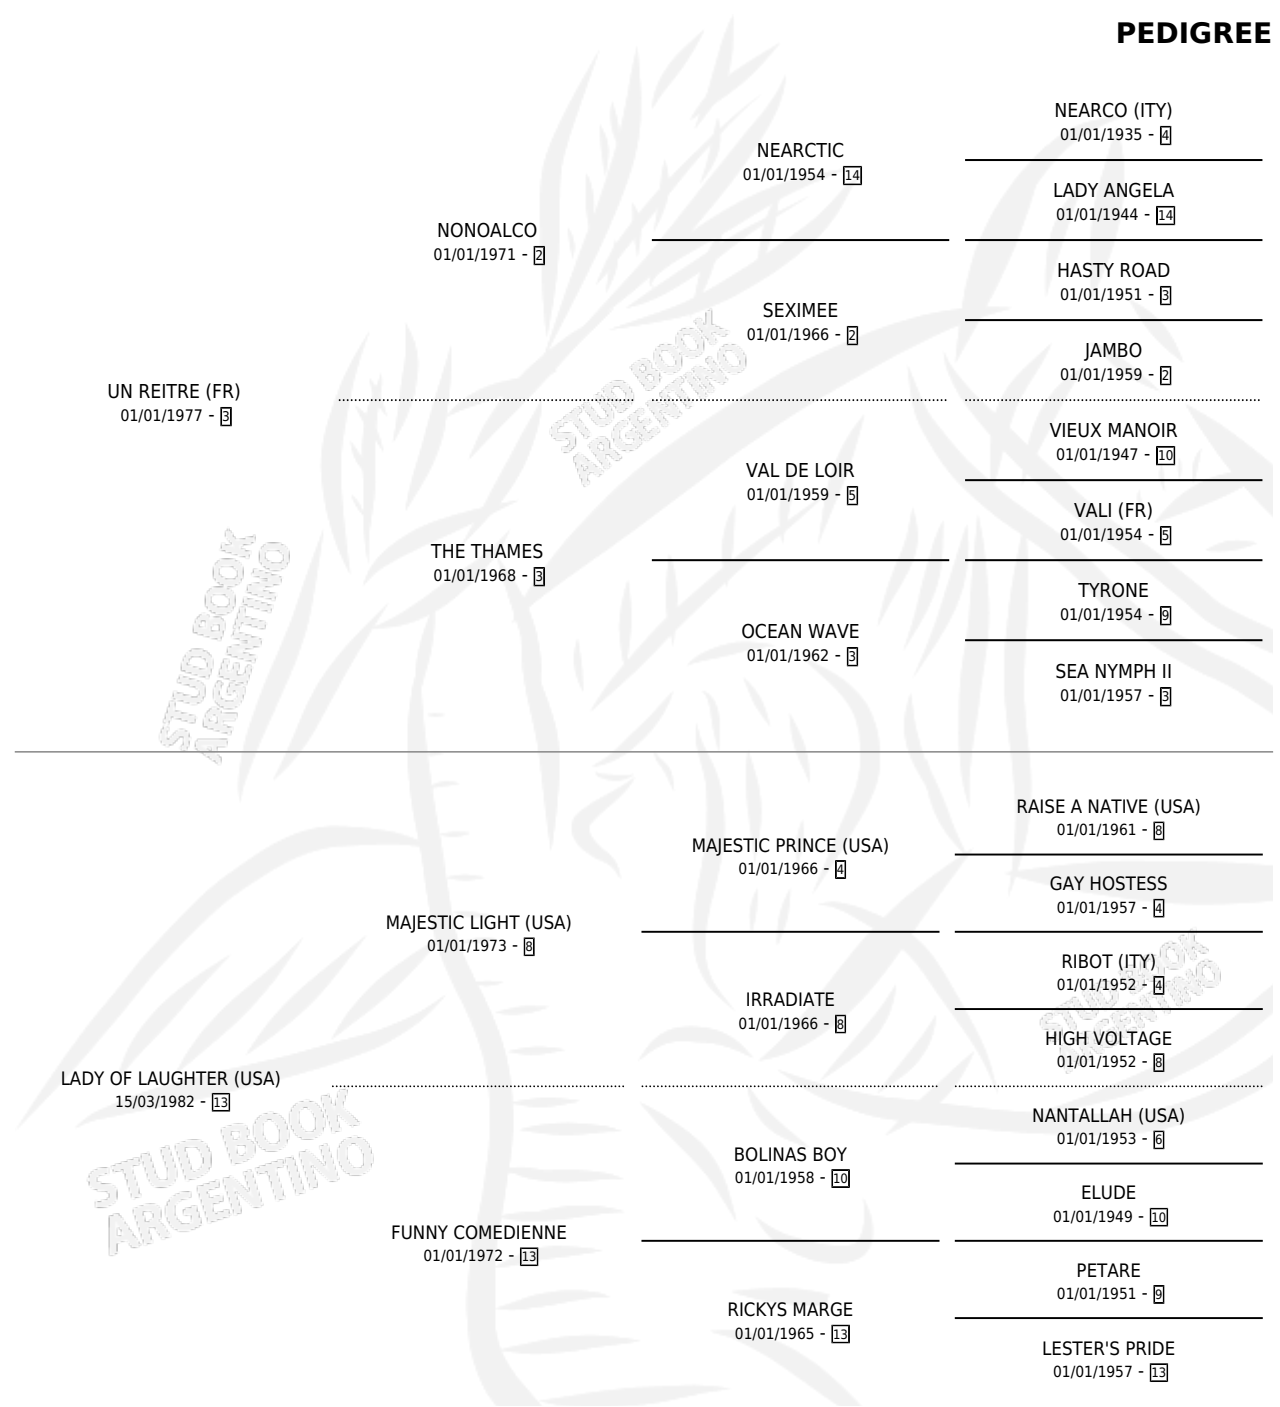 PEDIGREE
NEARCO (ITY)
01/01/1935 - 4
NEARCTIC
01/01/1954 - 14
LADY ANGELA
01/01/1944 - 14
NONOALCO
01/01/1971 - 2
HASTY ROAD
01/01/1951 - 3
SEXIMEE
01/01/1966 - 2
JAMBO
01/01/1959 - 2
UN REITRE (FR)
01/01/1977 - 3
VIEUX MANOIR
01/01/1947 - 10
VAL DE LOIR
01/01/1959 - 5
VALI (FR)
01/01/1954 - 5
THE THAMES
01/01/1968 - 3
TYRONE
01/01/1954 - 9
OCEAN WAVE
01/01/1962 - 3
SEA NYMPH II
01/01/1957 - 3
RAISE A NATIVE (USA)
01/01/1961 - 8
MAJESTIC PRINCE (USA)
01/01/1966 - 4
GAY HOSTESS
01/01/1957 - 4
MAJESTIC LIGHT (USA)
01/01/1973 - 8
RIBOT (ITY)
01/01/1952 - 4
IRRADIATE
01/01/1966 - 8
HIGH VOLTAGE
01/01/1952 - 8
LADY OF LAUGHTER (USA)
15/03/1982 - 13
NANTALLAH (USA)
01/01/1953 - 6
BOLINAS BOY
01/01/1958 - 10
ELUDE
01/01/1949 - 10
FUNNY COMEDIENNE
01/01/1972 - 13
PETARE
01/01/1951 - 9
RICKYS MARGE
01/01/1965 - 13
LESTER'S PRIDE
01/01/1957 - 13
STUD BOOK
ARGENTINO
STUD BOOK
ARGENTINO
STUD BOOK
ARGENTINO
STUD BOOK
ARGENTINO